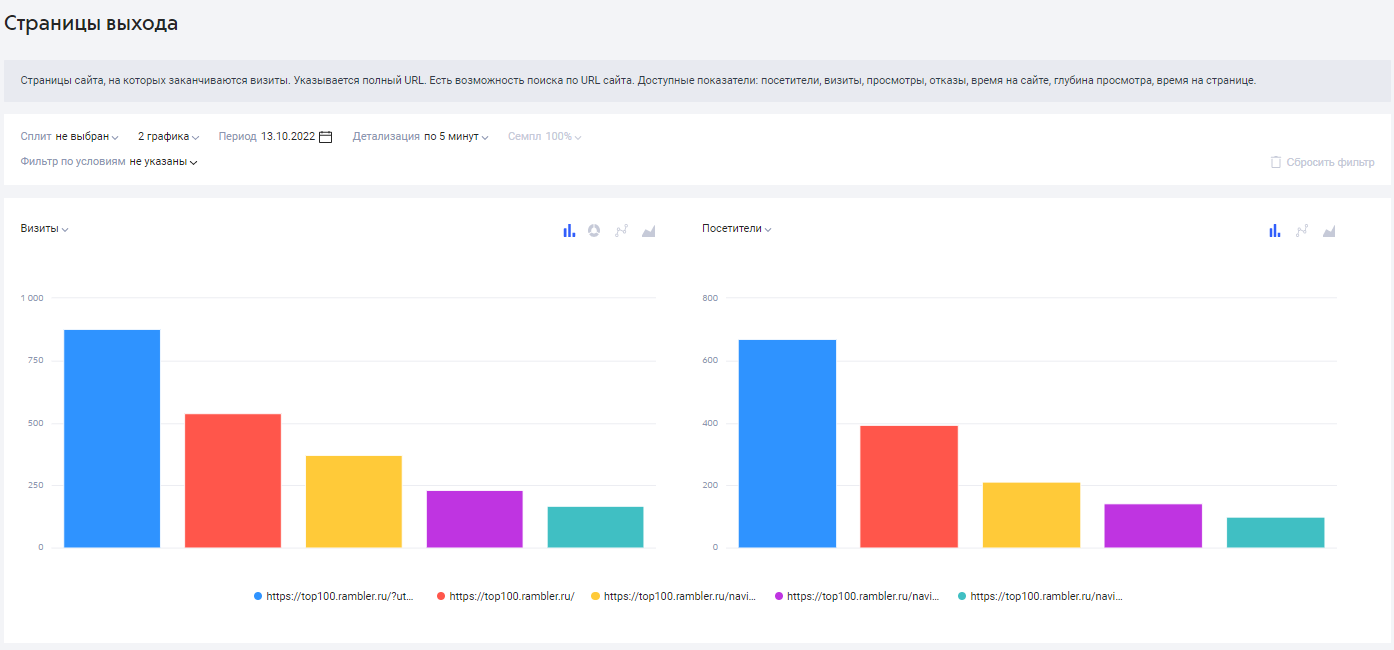 Страницы выхода
Страницы сайта, на которых заканчиваются визиты. Указывается полный URL. Есть возможность поиска по URL сайта. Доступные показатели: посетители, визиты, просмотры, отказы, время на сайте, глубина просмотра, время на странице.
Сплит не выбран 2 графика Период 13.10.2022 Детализация по 5 минут Семпл 100%
Фильтр по условиям не указаны Сбросить фильтр
Визиты
1 000
750
500
250
0
Посетители
800
600
400
200
0
https://top100.rambler.ru/?ut... https://top100.rambler.ru/ https://top100.rambler.ru/navi... https://top100.rambler.ru/navi... https://top100.rambler.ru/navi...